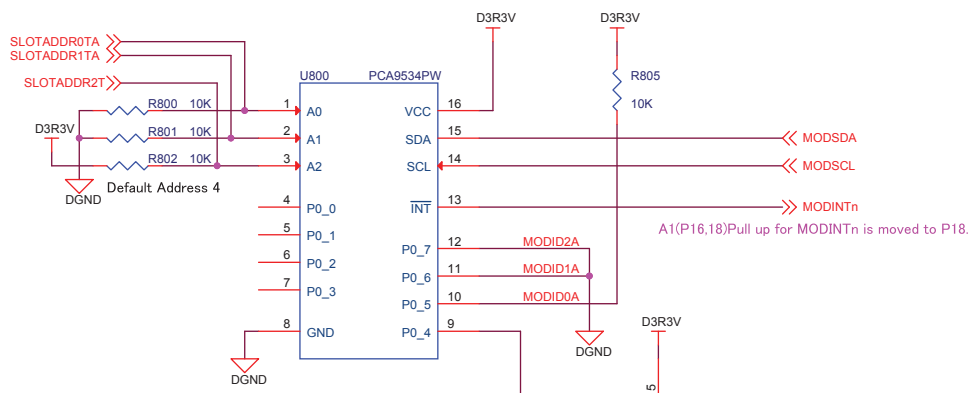 D3R3V
D3R3V
SLOTADDR0TA
SLOTADDR1TA
SLOTADDR2T
U800 PCA9534PW
R805
10K
R800 10K
1 A0
VCC 16
D3R3V
R801 10K
2 A1
SDA 15
MODSDA
R802 10K
3 A2
SCL 14
MODSCL
Default Address 4
DGND
4 P0_0
INT 13
MODINTn
A1(P16,18)Pull up for MODINTn is moved to P18.
5 P0_1
P0_7 12
MODID2A
6 P0_2
P0_6 11
MODID1A
7 P0_3
P0_5 10
MODID0A
8 GND
P0_4 9
D3R3V
DGND
DGND
5